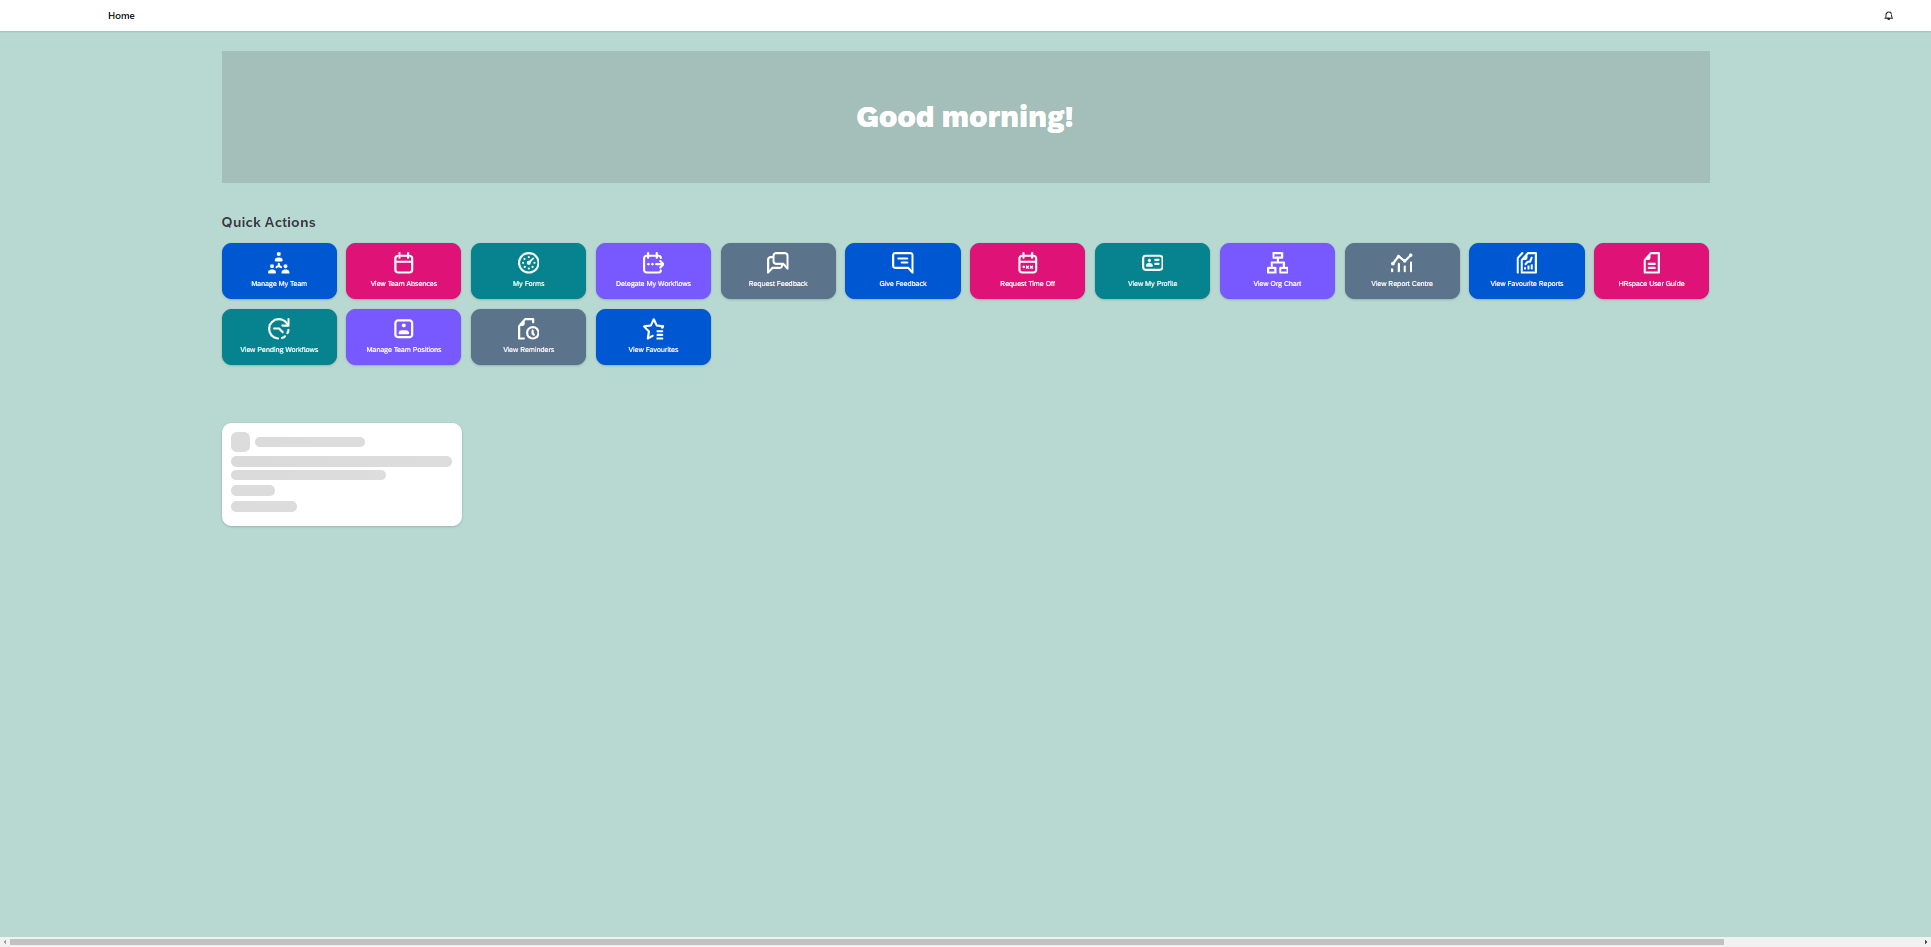 Home
Good morning!
Quick Actions
Manage My Team
View Team Absences
My Forms
Delegate My Workflows
Request Feedback
Give Feedback
Request Time Off
View My Profile
View Org Chart
View Report Centre
View Favourite Reports
HRspace User Guide
View Pending Workflows
Manage Team Positions
View Reminders
View Favourites